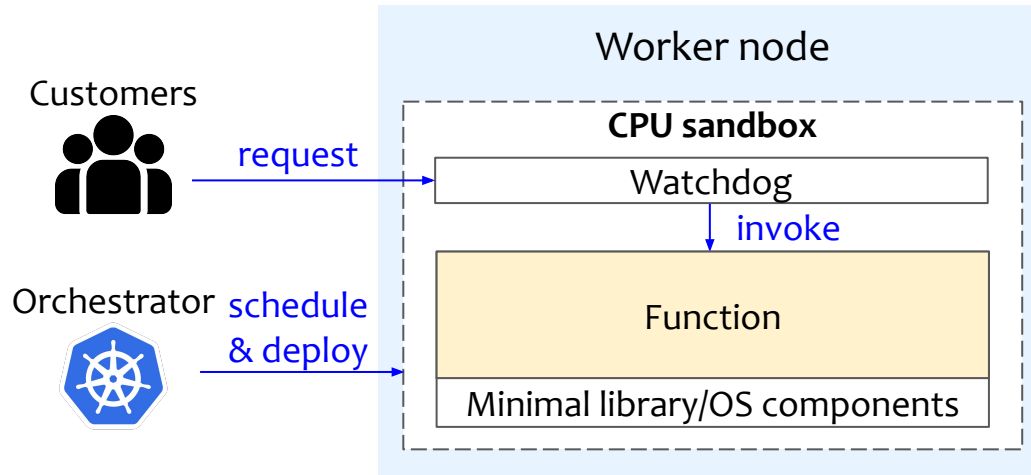 Worker node
Customers
CPU sandbox
request
Watchdog
invoke
Orchestrator
schedule
& deploy
Function
Minimal library/OS components